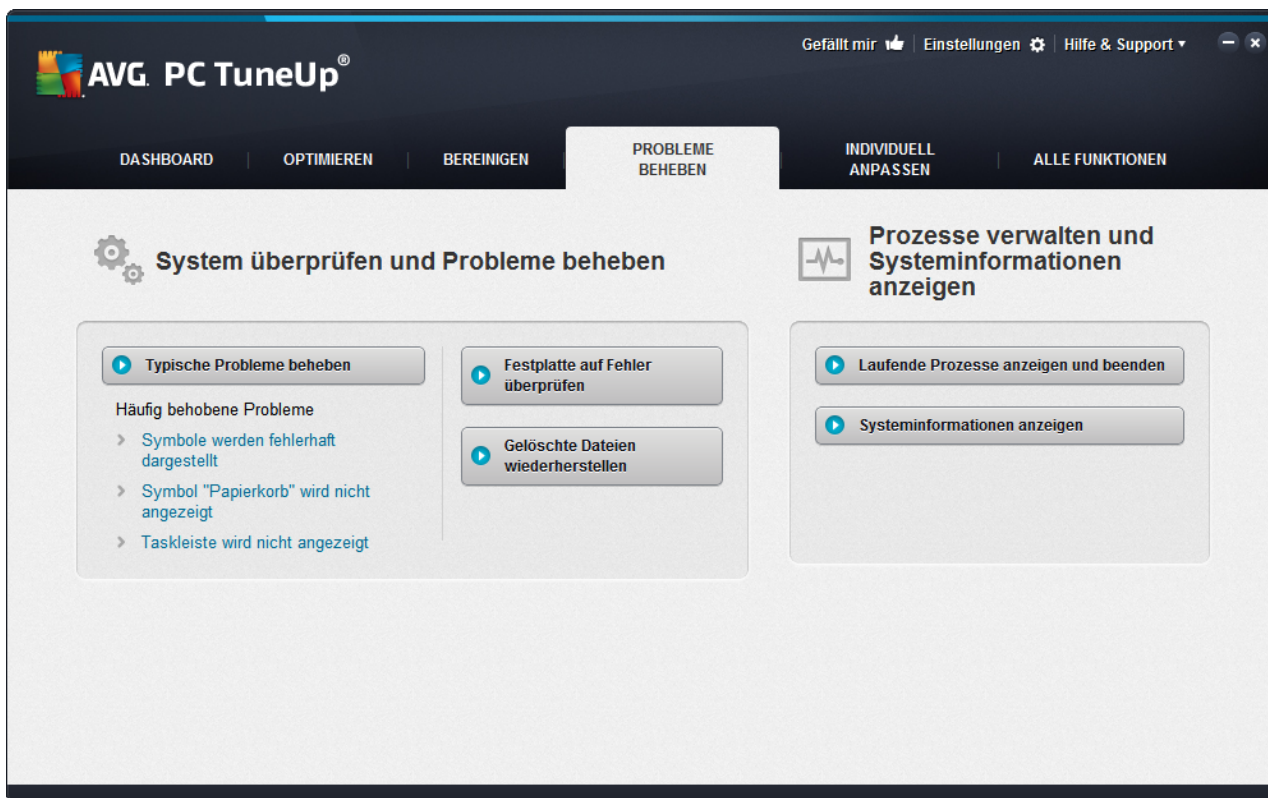 Gefällt mir | Einstellungen | Hilfe & Support
AVG. PC TuneUp®
DASHBOARD
OPTIMIEREN
BEREINIGEN
PROBLEME
BEHEBEN
INDIVIDUELL
ANPASSEN
ALLE FUNKTIONEN
System überprüfen und Probleme beheben
Typische Probleme beheben
Häufig behobene Probleme
Symbole werden fehlerhaft
dargestellt
Symbol "Papierkorb" wird nicht
angezeigt
Taskleiste wird nicht angezeigt
Festplatte auf Fehler
überprüfen
Gelöschte Dateien
wiederherstellen
Prozesse verwalten und
Systeminformationen
anzeigen
Laufende Prozesse anzeigen und beenden
Systeminformationen anzeigen